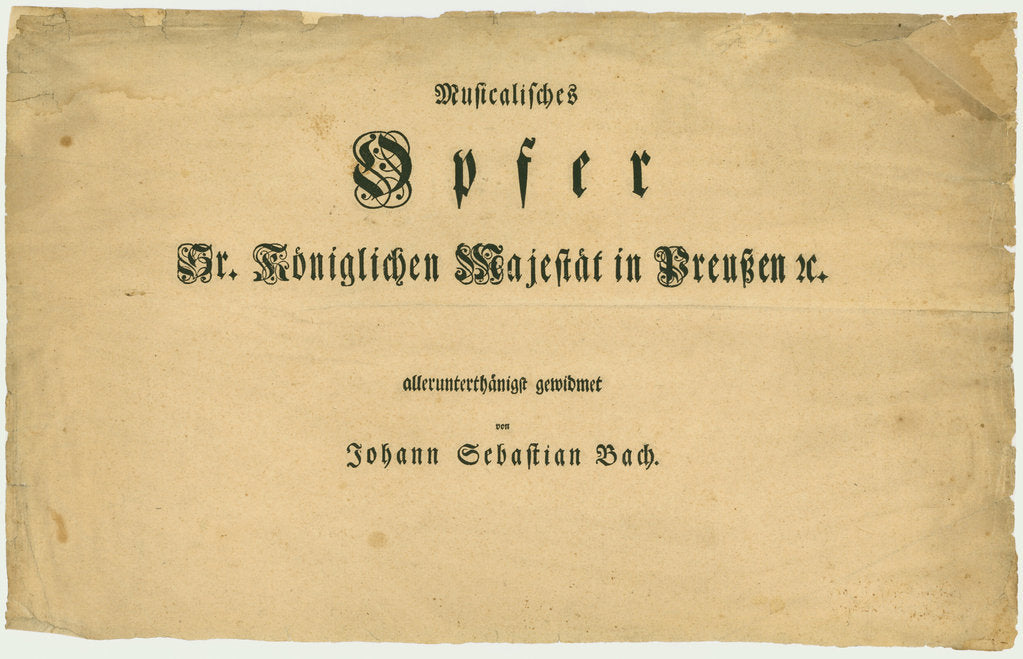 Musicalisches
Opfer
Sr. Königlichen Majestät in Preußen ꝛc.
allerunterthänigst gewidmet
von
Johann Sebastian Bach.